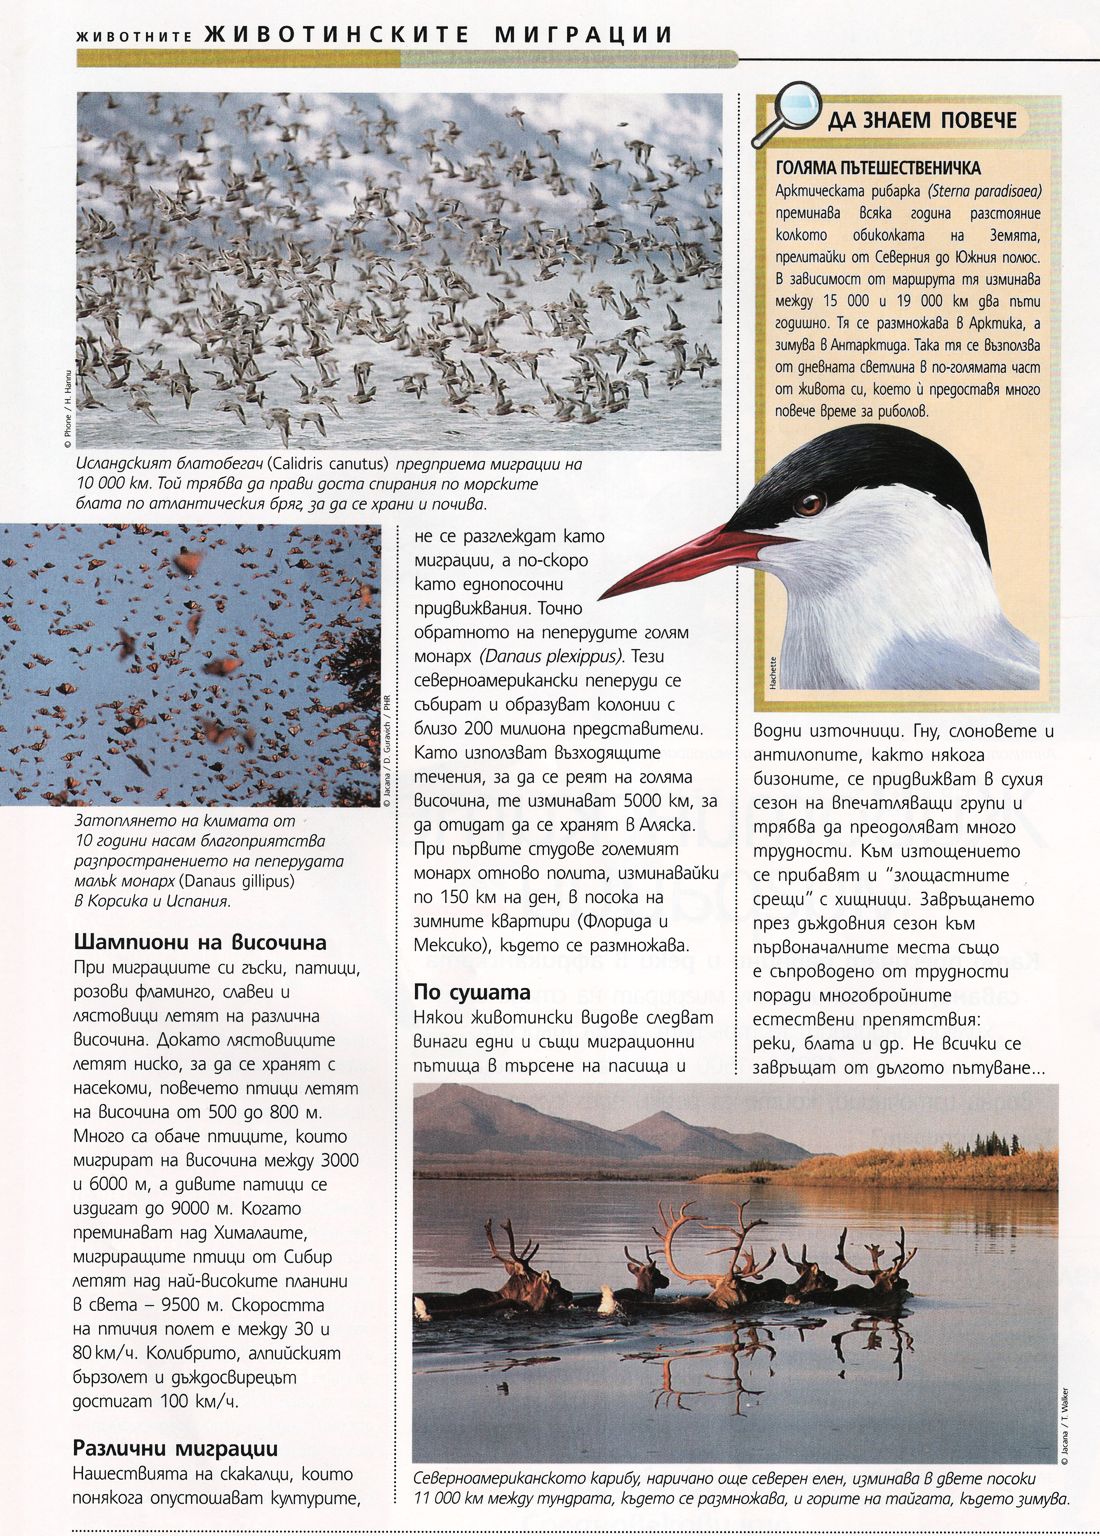 ЖИВОТНИТЕ ЖИВОТИНСКИТЕ МИГРАЦИИ
© Phone / H. Hannu
Исландският блатобегач (Calidris canutus) предприема миграции на
10 000 км. Той трябва да прави доста спирания по морските
блата по атлантическия бряг, за да се храни и почива.
ДА ЗНАЕМ ПОВЕЧЕ
ГОЛЯМА ПЪТЕШЕСТВЕНИЧКА
Арктическата рибарка (Sterna paradisaea)
преминава всяка година разстояние
колкото обиколката на Земята,
прелитайки от Северния до Южния полюс.
В зависимост от маршрута тя изминава
между 15 000 и 19 000 км два пъти
годишно. Тя се размножава в Арктика, а
зимува в Антарктида. Така тя се възползва
от дневната светлина в по-голямата част
от живота си, което ѝ предоставя много
повече време за риболов.
Hachette
© Jacana / D. Guravich / PHR
Затоплянето на климата от
10 години насам благоприятства
разпространението на пеперудата
малък монарх (Danaus gillipus)
в Корсика и Испания.
Шампиони на височина
При миграциите си гъски, патици,
розови фламинго, славеи и
лястовици летят на различна
височина. Докато лястовиците
летят ниско, за да се хранят с
насекоми, повечето птици летят
на височина от 500 до 800 м.
Много са обаче птиците, които
мигрират на височина между 3000
и 6000 м, а дивите патици се
издигат до 9000 м. Когато
преминават над Хималаите,
мигриращите птици от Сибир
летят над най-високите планини
в света – 9500 м. Скоростта
на птичия полет е между 30 и
80 км/ч. Колибрито, алпийският
бързолет и дъждосвирецът
достигат 100 км/ч.
Различни миграции
Нашествията на скакалци, които
понякога опустошават културите,
не се разглеждат като
миграции, а по-скоро
като еднопосочни
придвижвания. Точно
обратното на пеперудите голям
монарх (Danaus plexippus). Тези
северноамерикански пеперуди се
събират и образуват колонии с
близо 200 милиона представители.
Като използват възходящите
течения, за да се реят на голяма
височина, те изминават 5000 км, за
да отидат да се хранят в Аляска.
При първите студове големият
монарх отново полита, изминавайки
по 150 км на ден, в посока на
зимните квартири (Флорида и
Мексико), където се размножава.
По сушата
Някои животински видове следват
винаги едни и същи миграционни
пътища в търсене на пасища и
водни източници. Гну, слоновете и
антилопите, както някога
бизоните, се придвижват в сухия
сезон на впечатляващи групи и
трябва да преодоляват много
трудности. Към изтощението
се прибавят и “злощастните
срещи” с хищници. Завръщането
през дъждовния сезон към
първоначалните места също
е съпроводено от трудности
поради многобройните
естествени препятствия:
реки, блата и др. Не всички се
завръщат от дългото пътуване...
© Jacana / T. Walker
Северноамериканското карибу, наричано още северен елен, изминава в двете посоки
11 000 км между тундрата, където се размножава, и горите на тайгата, където зимува.